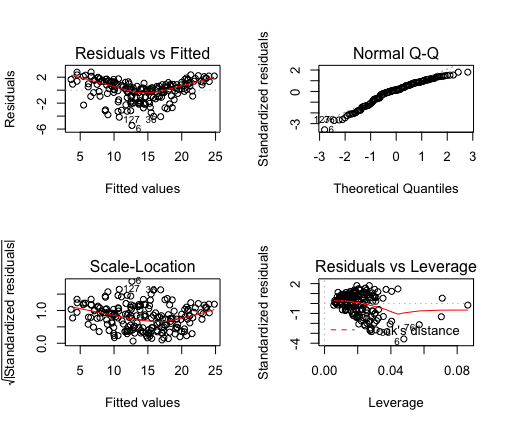 Residuals vs Fitted
Residuals
2
-2
-6
127
6
5
10
15
20
25
Fitted values
Normal Q-Q
Standardized residuals
2
0
-3
6
-3
-2
-1
0
1
2
3
Theoretical Quantiles
Scale-Location
√|Standardized residuals|
1.0
0.0
6
127
5
10
15
20
25
Fitted values
Residuals vs Leverage
Standardized residuals
2
-1
-4
Cook's distance
76
6
0.00
0.04
0.08
Leverage